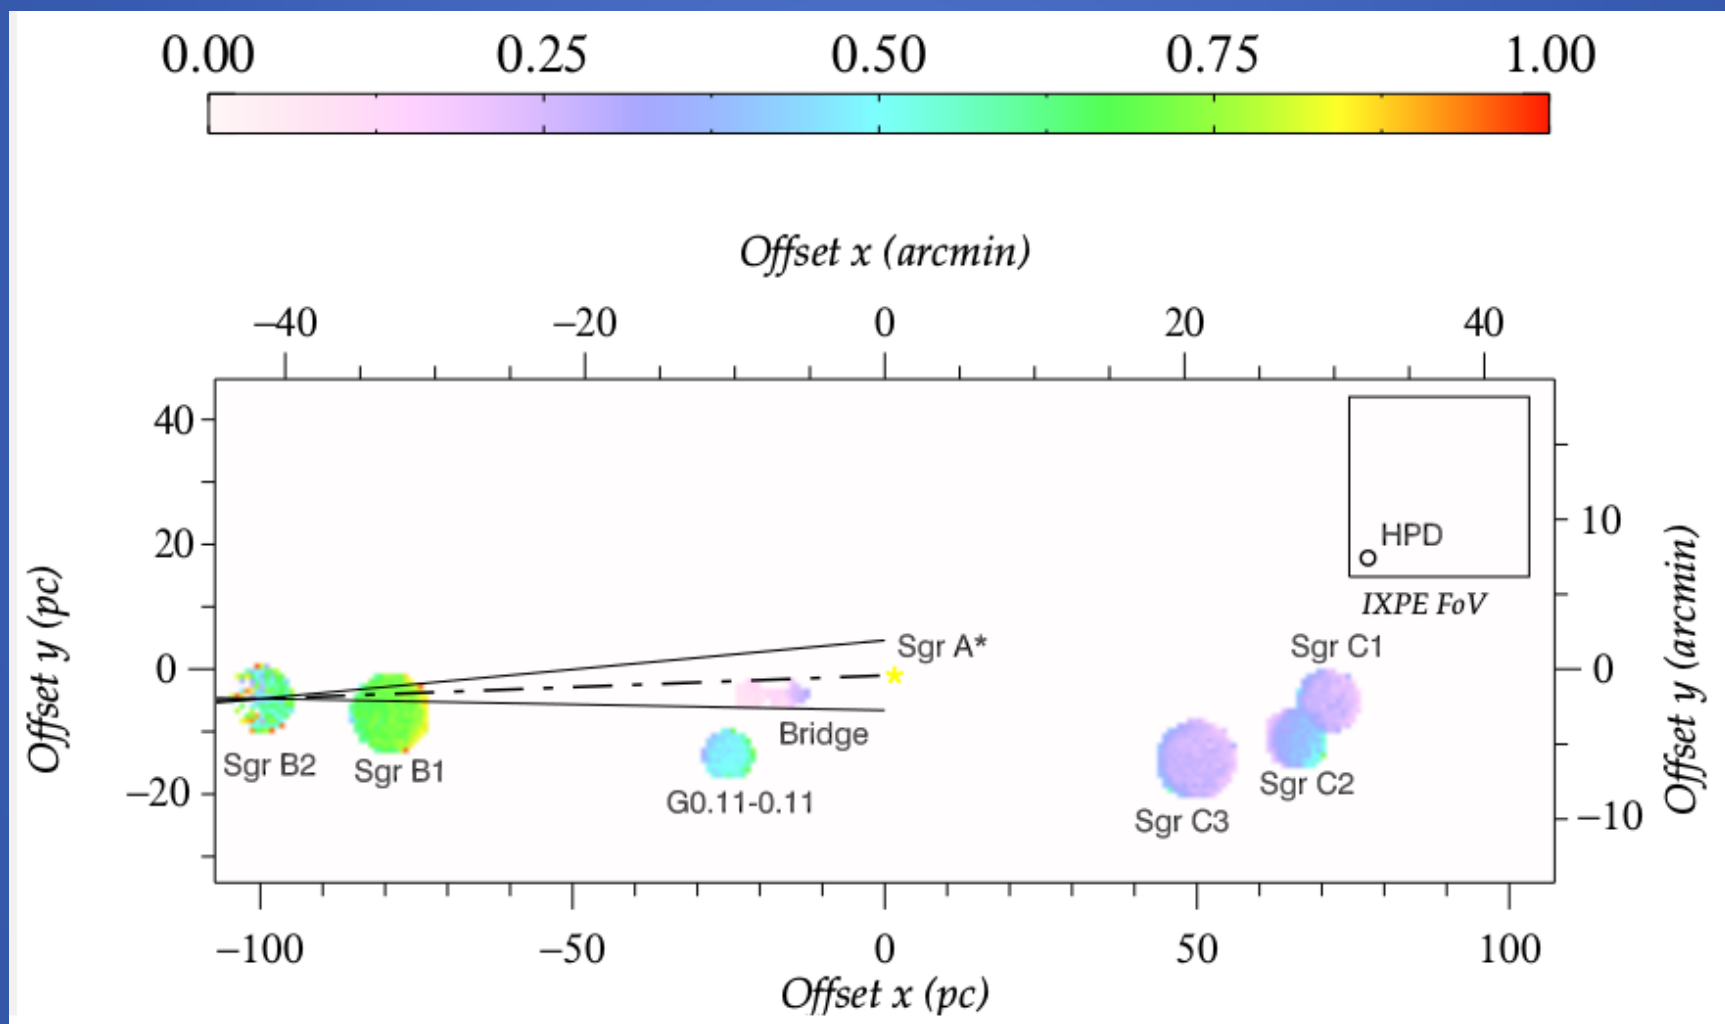 0.00 0.25 0.50 0.75 1.00
Offset x (arcmin)
−40 −20 0 20 40
40
20
0
−20
Offset y (pc)
10
0
−10
Offset y (arcmin)
HPD
IXPE FoV
Sgr A*
Sgr C1
Bridge
Sgr B2
Sgr B1
G0.11-0.11
Sgr C2
Sgr C3
−100 −50 0 50 100
Offset x (pc)